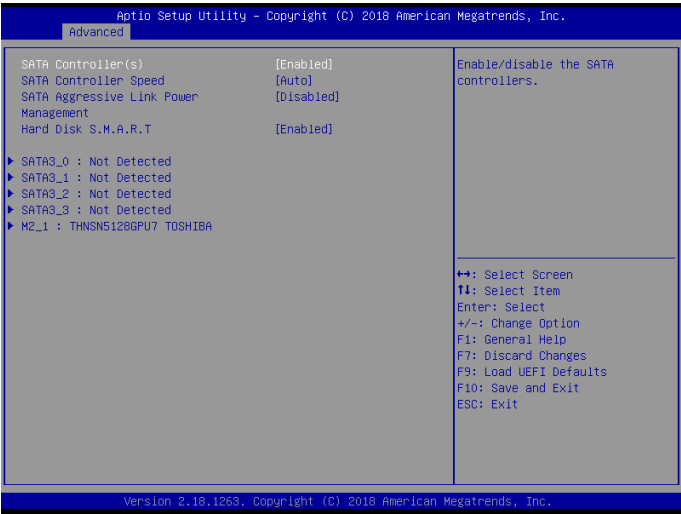 Aptio Setup Utility – Copyright (C) 2018 American Megatrends, Inc.
Advanced
SATA Controller(s) [Enabled]
SATA Controller Speed [Auto]
SATA Aggressive Link Power [Disabled]
Management
Hard Disk S.M.A.R.T [Enabled]
SATA3_0 : Not Detected
SATA3_1 : Not Detected
SATA3_2 : Not Detected
SATA3_3 : Not Detected
M2_1 : THNSN5128GPU7 TOSHIBA
Enable/disable the SATA
controllers.
↔: Select Screen
↑↓: Select Item
Enter: Select
+/-: Change Option
F1: General Help
F7: Discard Changes
F9: Load UEFI Defaults
F10: Save and Exit
ESC: Exit
Version 2.18.1263. Copyright (C) 2018 American Megatrends, Inc.